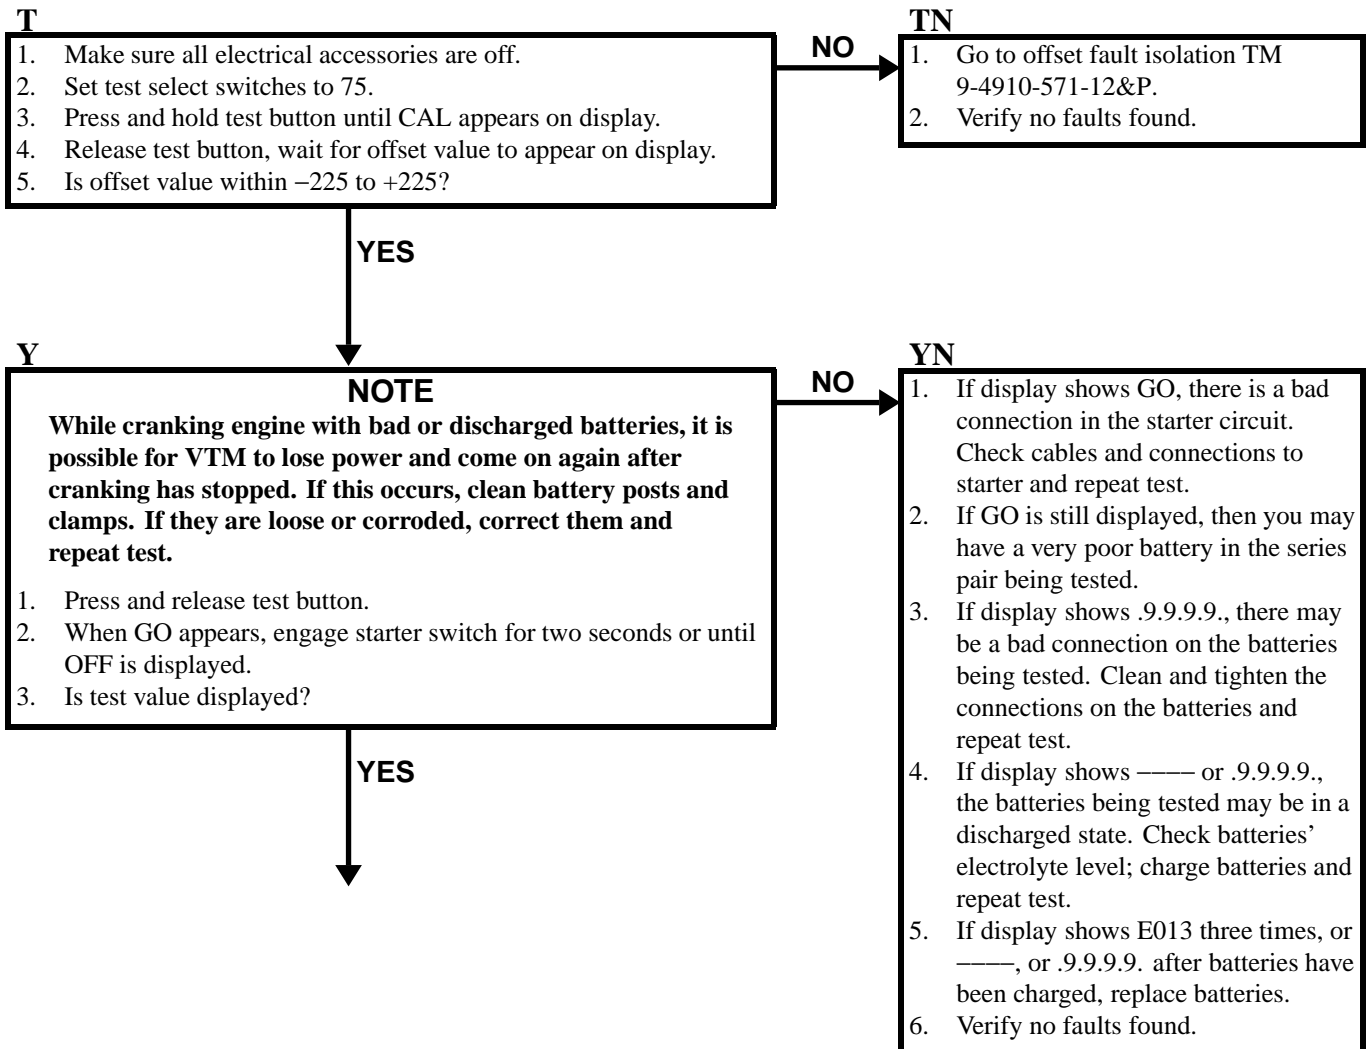 T
1. Make sure all electrical accessories are off.
2. Set test select switches to 75.
3. Press and hold test button until CAL appears on display.
4. Release test button, wait for offset value to appear on display.
5. Is offset value within −225 to +225?
NO
TN
1. Go to offset fault isolation TM
9-4910-571-12&P.
2. Verify no faults found.
YES
Y
NOTE
While cranking engine with bad or discharged batteries, it is
possible for VTM to lose power and come on again after
cranking has stopped. If this occurs, clean battery posts and
clamps. If they are loose or corroded, correct them and
repeat test.
1. Press and release test button.
2. When GO appears, engage starter switch for two seconds or until
OFF is displayed.
3. Is test value displayed?
NO
YN
1. If display shows GO, there is a bad
connection in the starter circuit.
Check cables and connections to
starter and repeat test.
2. If GO is still displayed, then you may
have a very poor battery in the series
pair being tested.
3. If display shows .9.9.9.9., there may
be a bad connection on the batteries
being tested. Clean and tighten the
connections on the batteries and
repeat test.
4. If display shows −−−− or .9.9.9.9.,
the batteries being tested may be in a
discharged state. Check batteries’
electrolyte level; charge batteries and
repeat test.
5. If display shows E013 three times, or
−−−−, or .9.9.9.9. after batteries have
been charged, replace batteries.
6. Verify no faults found.
YES